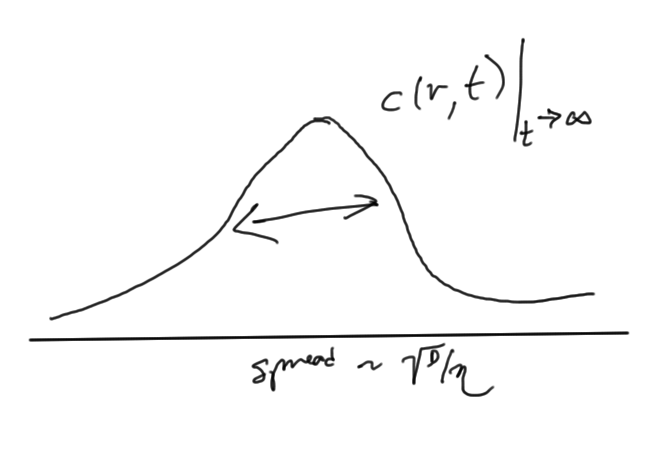 c(r,t)|t→∞
spread ~ √D/η